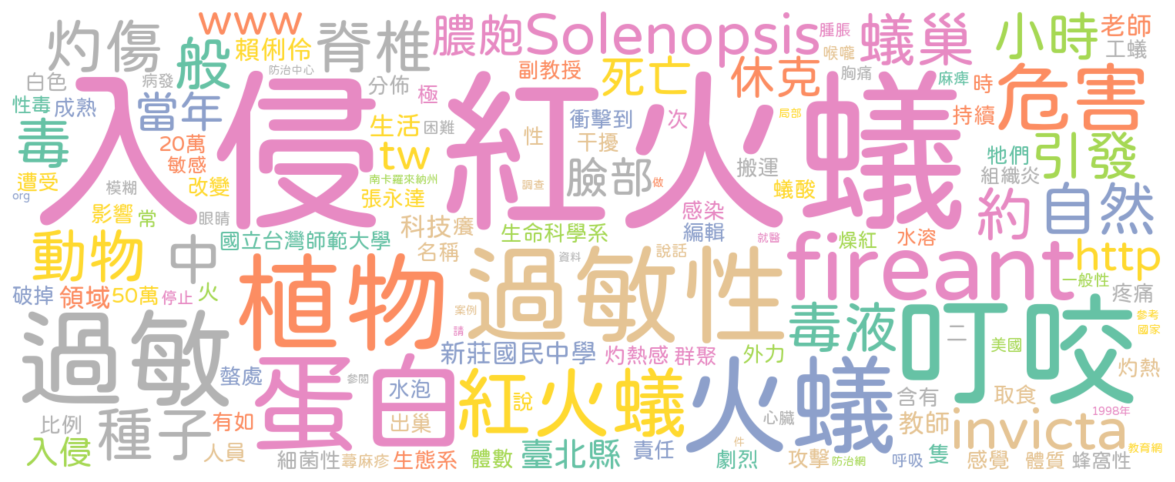 入侵紅火蟻
灼傷
般
www
賴俐伶
脊椎
膿皰
Solenopsis
蟻巢
小時
老師
工蟻
白色
病發
防治中心
分佈
副教授
死亡
休克
腫脹
喉嚨
胸痛
麻痺
時
危害
性毒
成熟
當年
極
衝擊到
次
局部
持續
毒
20萬
敏感
生活
困難
性
干擾
引發
牠們
組織炎
遭受
org
模糊
改變
tw
南卡羅來納州
張永達
調查
做
臉部
搬運
蟻酸
感染
影響
常
眼睛
科技
癢
名稱
生命科學系
編輯
就醫
燥紅
水溶
約
自然
國立台灣師範大學
動物
中
植物
過敏性
資料
說話
fireant
http
一般性
疼痛
破掉
領域
50萬
停止
火
案例
請
毒液
叮咬
二
美國
參考
國家
過敏
螫處
蛋白
參閱
水泡
新莊國民中學
灼熱感
群聚
外力
灼熱
比例
種子
有如
出巢
紅火蟻
說
火蟻
心臟
含有
取食
1998年
教師
invicta
入侵
人員
細菌性
蕁麻疹
生態系
體數
臺北縣
責任
件
劇烈
攻擊
防治網
呼吸
隻
感覺
體質
蜂窩性
教育網